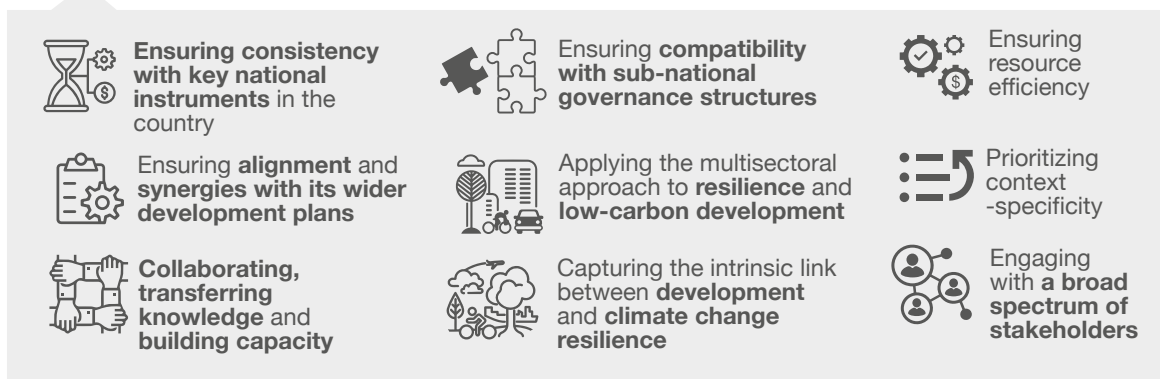 Ensuring consistency
with key national
instruments in the
country
Ensuring compatibility
with sub-national
governance structures
Ensuring
resource
efficiency
Ensuring alignment and
synergies with its wider
development plans
Applying the multisectoral
approach to resilience and
low-carbon development
Prioritizing
context
-specificity
Collaborating,
transferring
knowledge and
building capacity
Capturing the intrinsic link
between development
and climate change
resilience
Engaging
with a broad
spectrum of
stakeholders